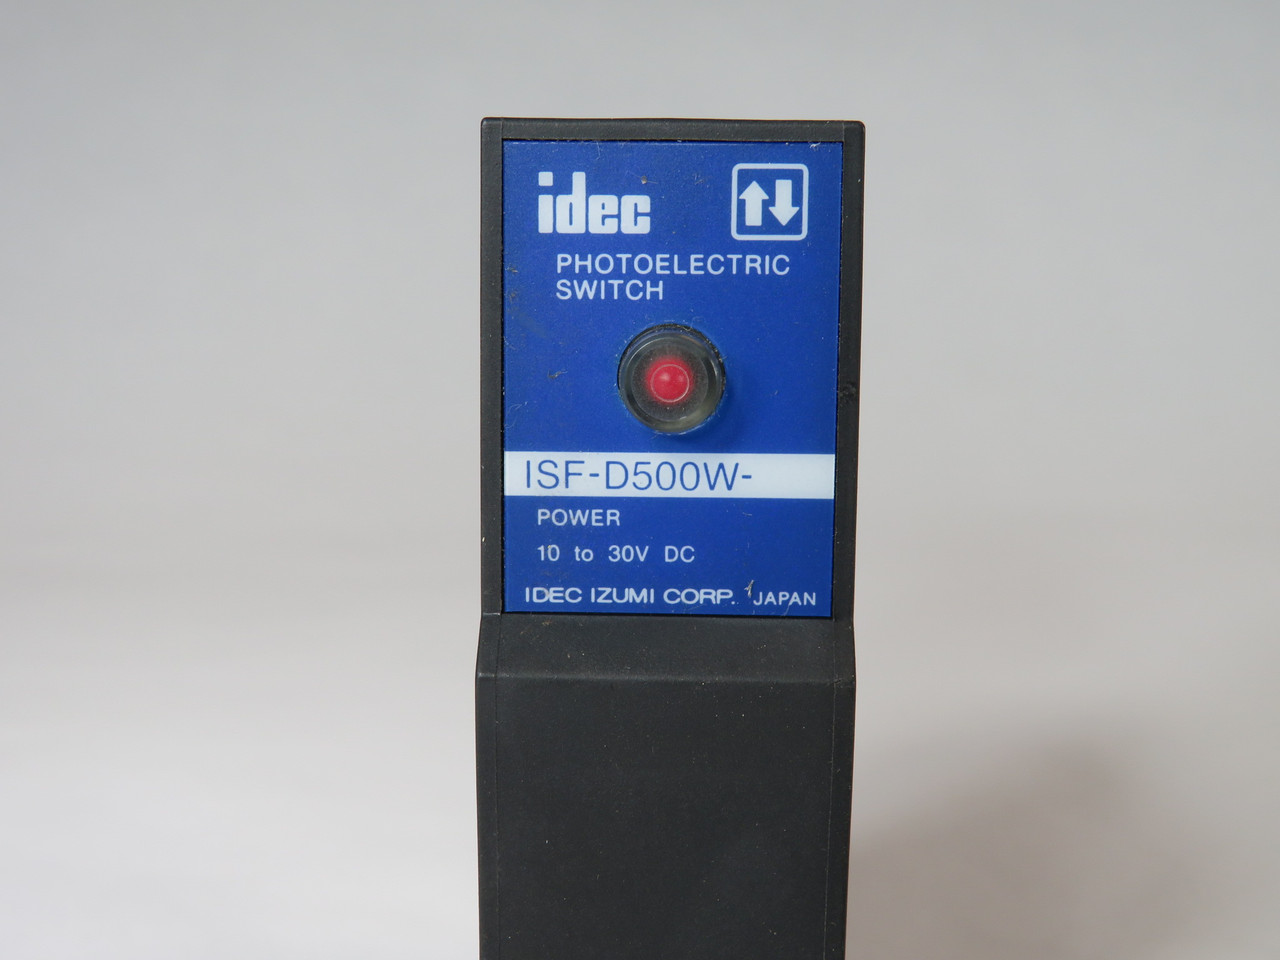 idec
PHOTOELECTRIC
SWITCH
ISF-D500W-
POWER
10 to 30V DC
IDEC IZUMI CORP. JAPAN